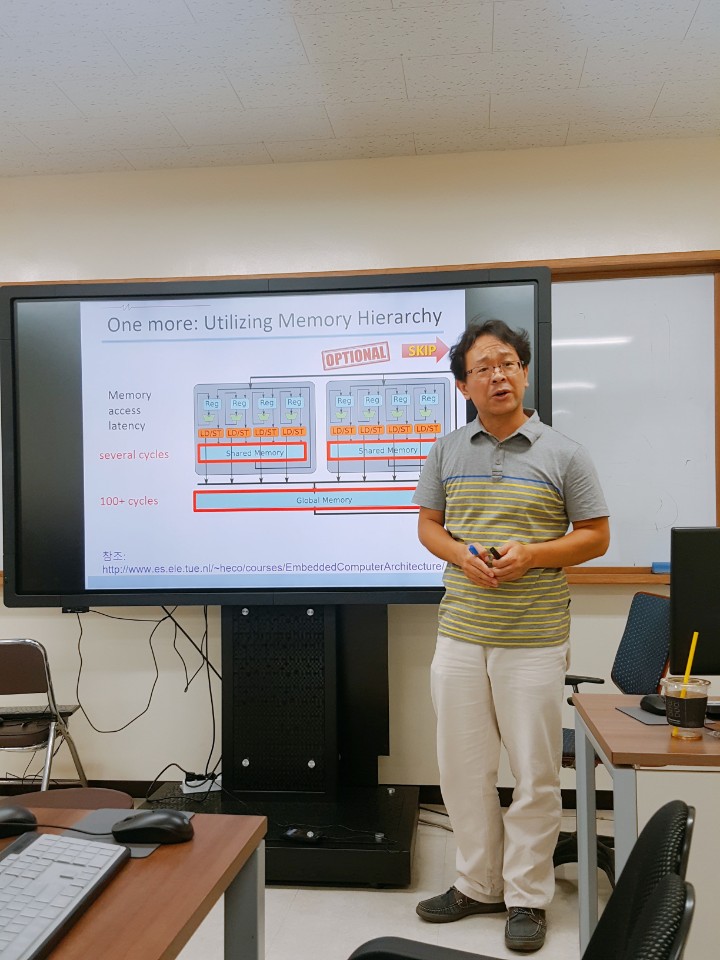 One more: Utilizing Memory Hierarchy
OPTIONAL
SKIP
Memory
access
latency
Reg Reg Reg Reg
Reg Reg Reg Reg
LD/ST LD/ST LD/ST LD/ST
LD/ST LD/ST LD/ST LD/ST
several cycles
Shared Memory
Shared Memory
100+ cycles
Global Memory
참조:
http://www.es.ele.tue.nl/~heco/courses/EmbeddedComputerArchitecture/